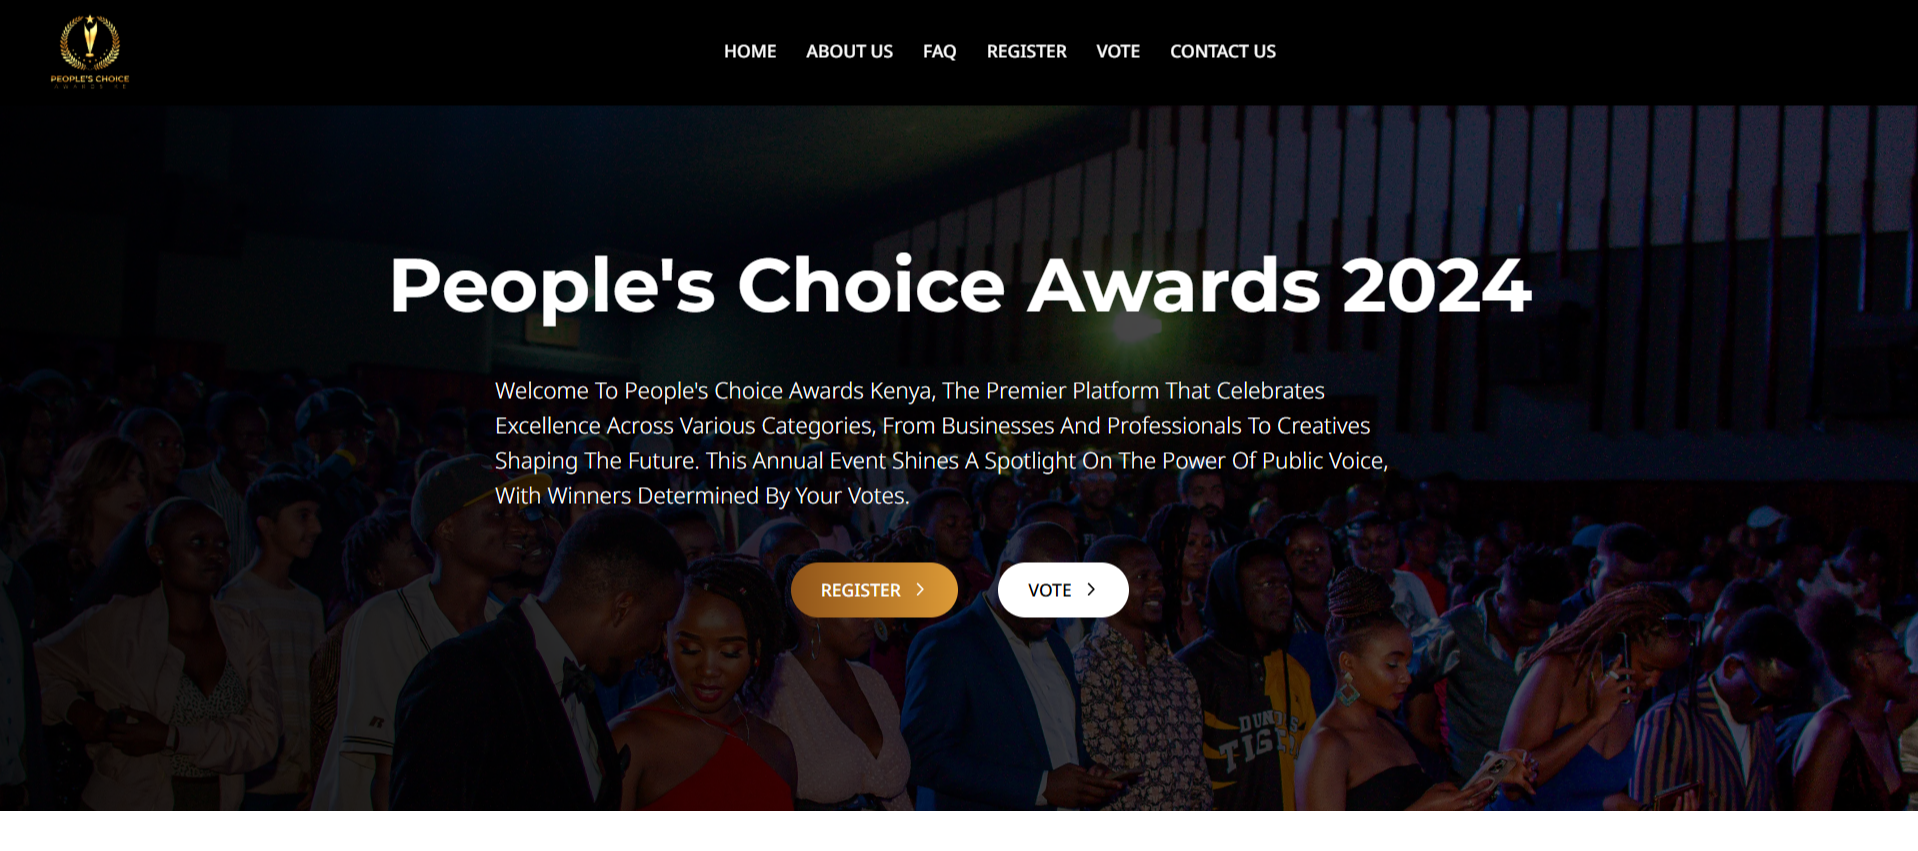 PEOPLE'S CHOICE
AWARDS KE
HOME ABOUT US FAQ REGISTER VOTE CONTACT US
People's Choice Awards 2024
Welcome To People's Choice Awards Kenya, The Premier Platform That Celebrates
Excellence Across Various Categories, From Businesses And Professionals To Creatives
Shaping The Future. This Annual Event Shines A Spotlight On The Power Of Public Voice,
With Winners Determined By Your Votes.
REGISTER
VOTE
R